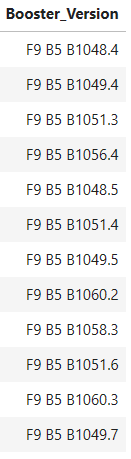 Booster_Version
F9 B5 B1048.4
F9 B5 B1049.4
F9 B5 B1051.3
F9 B5 B1056.4
F9 B5 B1048.5
F9 B5 B1051.4
F9 B5 B1049.5
F9 B5 B1060.2
F9 B5 B1058.3
F9 B5 B1051.6
F9 B5 B1060.3
F9 B5 B1049.7